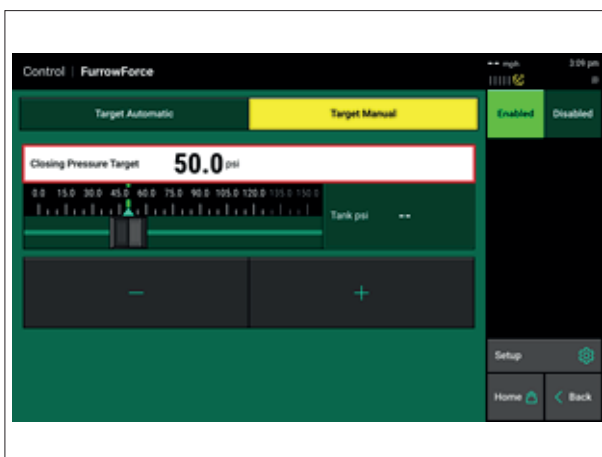 Control | FurrowForce
-- mph 3:09 pm
Target Automatic Target Manual Enabled Disabled
Closing Pressure Target 50.0 psi
0.0 15.0 30.0 45.0 60.0 75.0 90.0 105.0 120.0 135.0 150.0
Tank psi --
− +
Setup
Home < Back